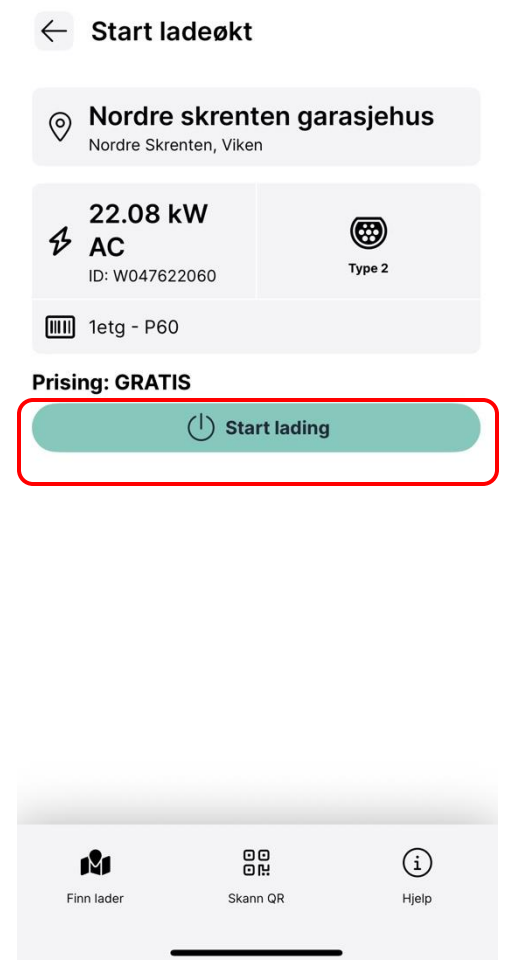 Start ladeøkt
Nordre skrenten garasjehus
Nordre Skrenten, Viken
22.08 kW
AC
ID: W047622060
Type 2
1etg - P60
Prising: GRATIS
Start lading
Finn lader
Skann QR
Hjelp